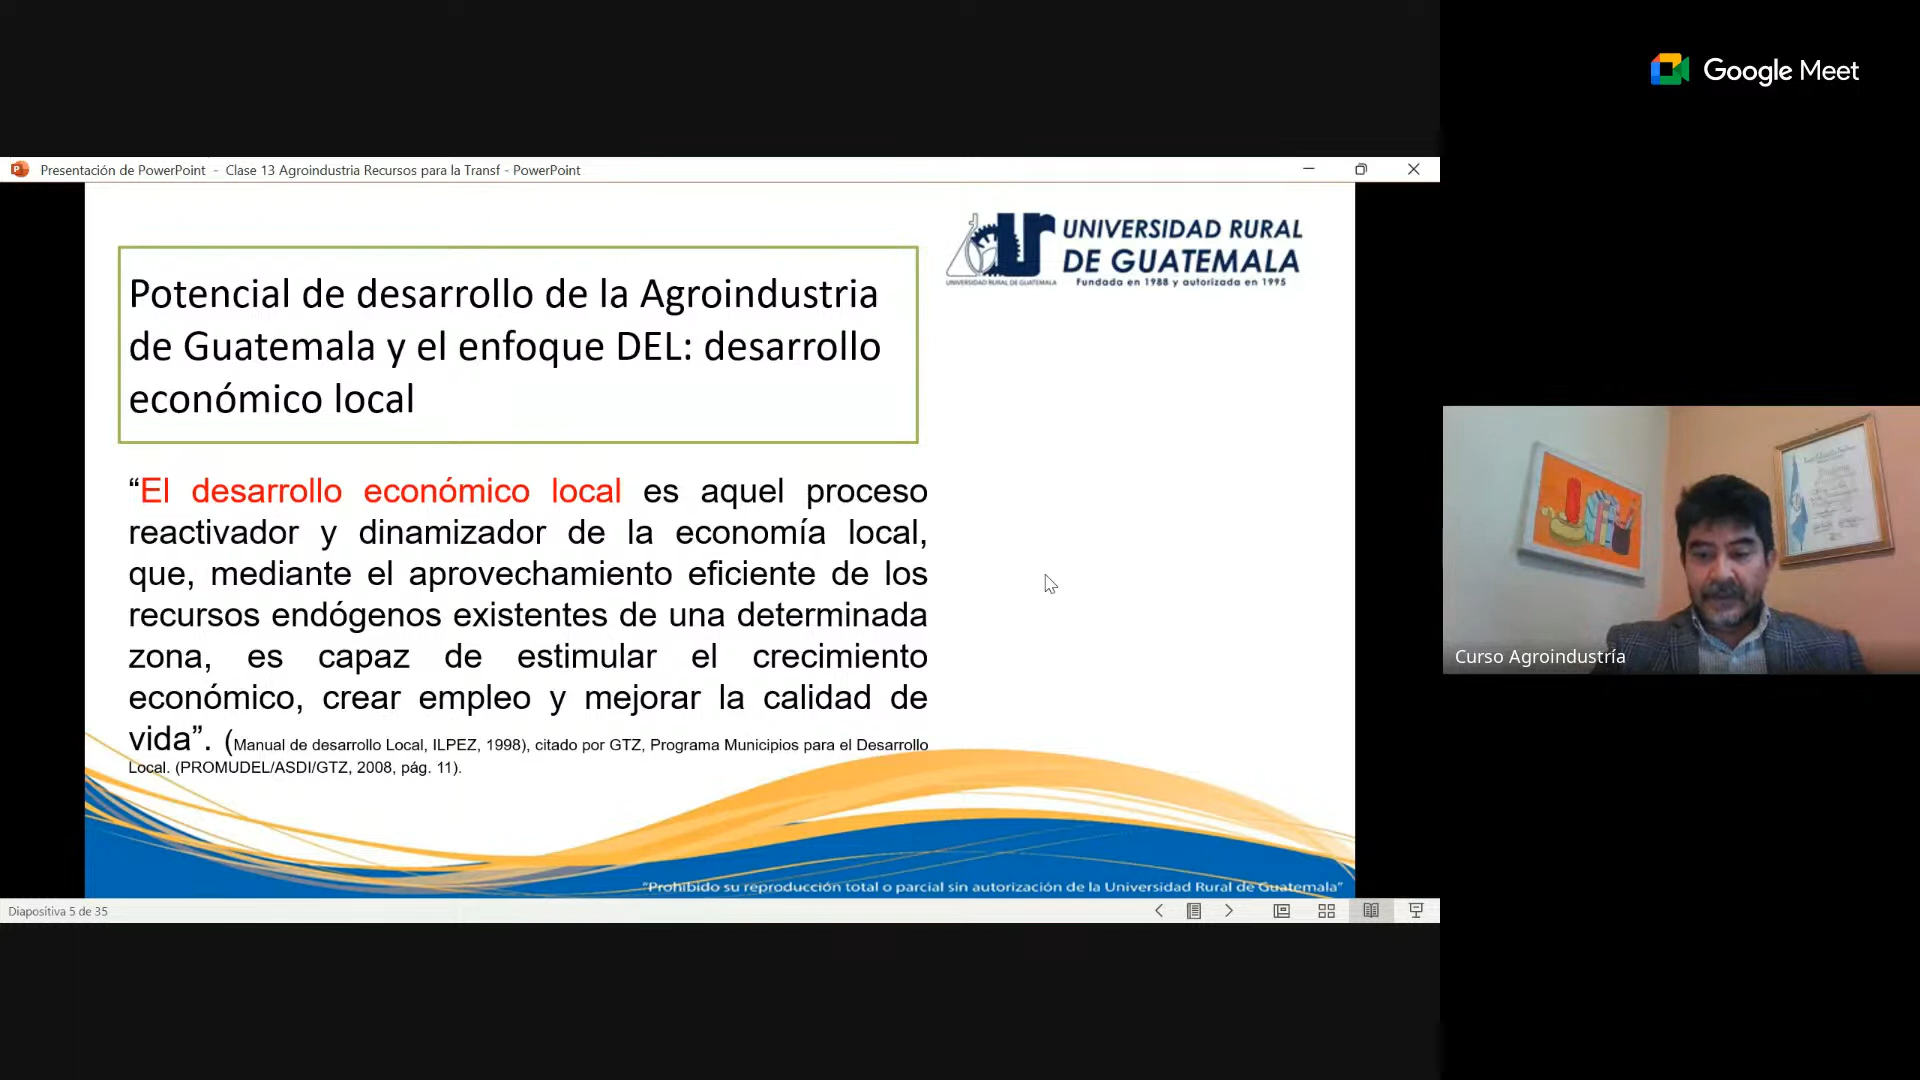 Google Meet
Presentación de PowerPoint - Clase 13 Agroindustria Recursos para la Transf - PowerPoint
UNIVERSIDAD RURAL
DE GUATEMALA
UNIVERSIDAD RURAL DE GUATEMALA
Fundada en 1988 y autorizada en 1995
Potencial de desarrollo de la Agroindustria
de Guatemala y el enfoque DEL: desarrollo
económico local
“El desarrollo económico local es aquel proceso
reactivador y dinamizador de la economía local,
que, mediante el aprovechamiento eficiente de los
recursos endógenos existentes de una determinada
zona, es capaz de estimular el crecimiento
económico, crear empleo y mejorar la calidad de
vida”. (Manual de desarrollo Local, ILPEZ, 1998), citado por GTZ, Programa Municipios para el Desarrollo
Local. (PROMUDEL/ASDI/GTZ, 2008, pág. 11).
"Prohibido su reproducción total o parcial sin autorización de la Universidad Rural de Guatemala"
Diapositiva 5 de 35
Curso Agroindustría